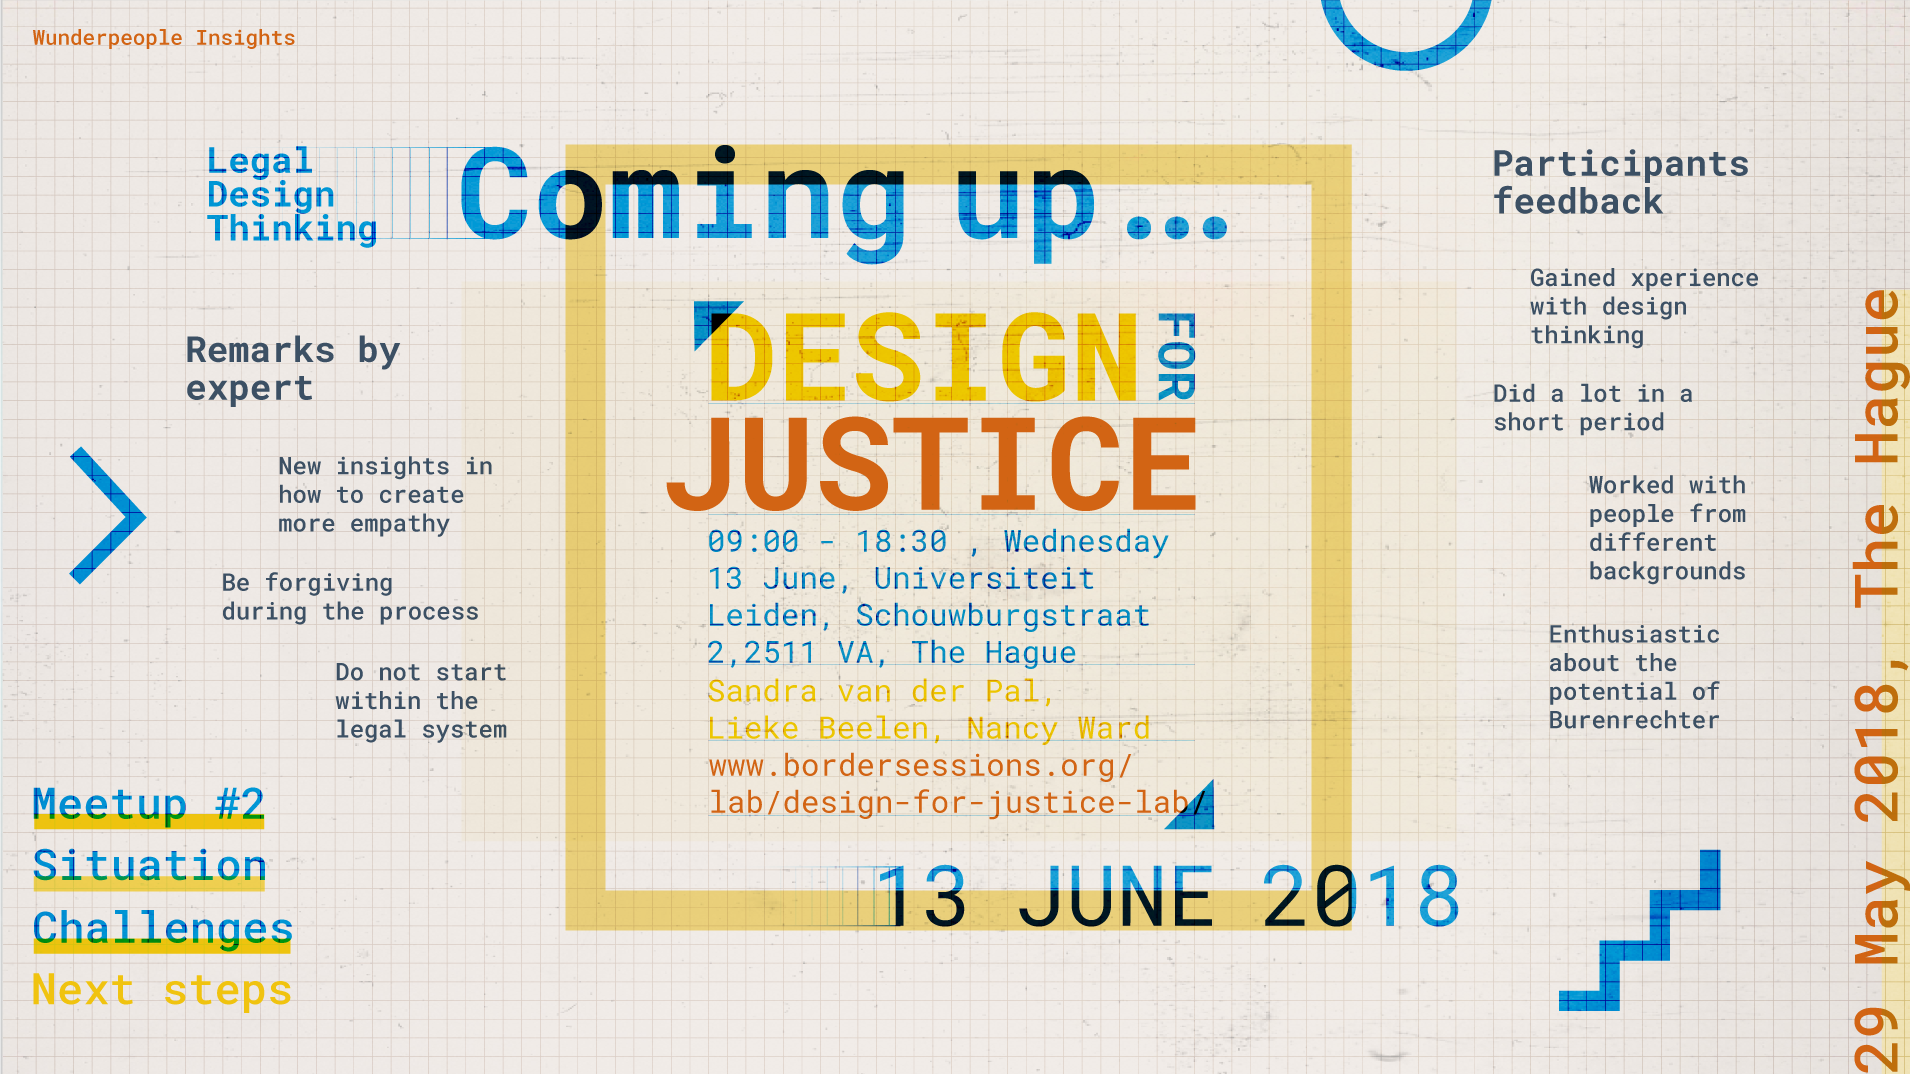 Wunderpeople Insights
Legal
Design
Thinking
Coming up...
Remarks by
expert
New insights in
how to create
more empathy
Be forgiving
during the process
Do not start
within the
legal system
Meetup #2
Situation
Challenges
Next steps
DESIGN
FOR
JUSTICE
09:00 - 18:30 , Wednesday
13 June, Universiteit
Leiden, Schouwburgstraat
2,2511 VA, The Hague
Sandra van der Pal,
Lieke Beelen, Nancy Ward
www.bordersessions.org/
lab/design-for-justice-lab/
13 JUNE 2018
Participants
feedback
Gained xperience
with design
thinking
Did a lot in a
short period
Worked with
people from
different
backgrounds
Enthusiastic
about the
potential of
Burenrechter
29 May 2018, The Hague